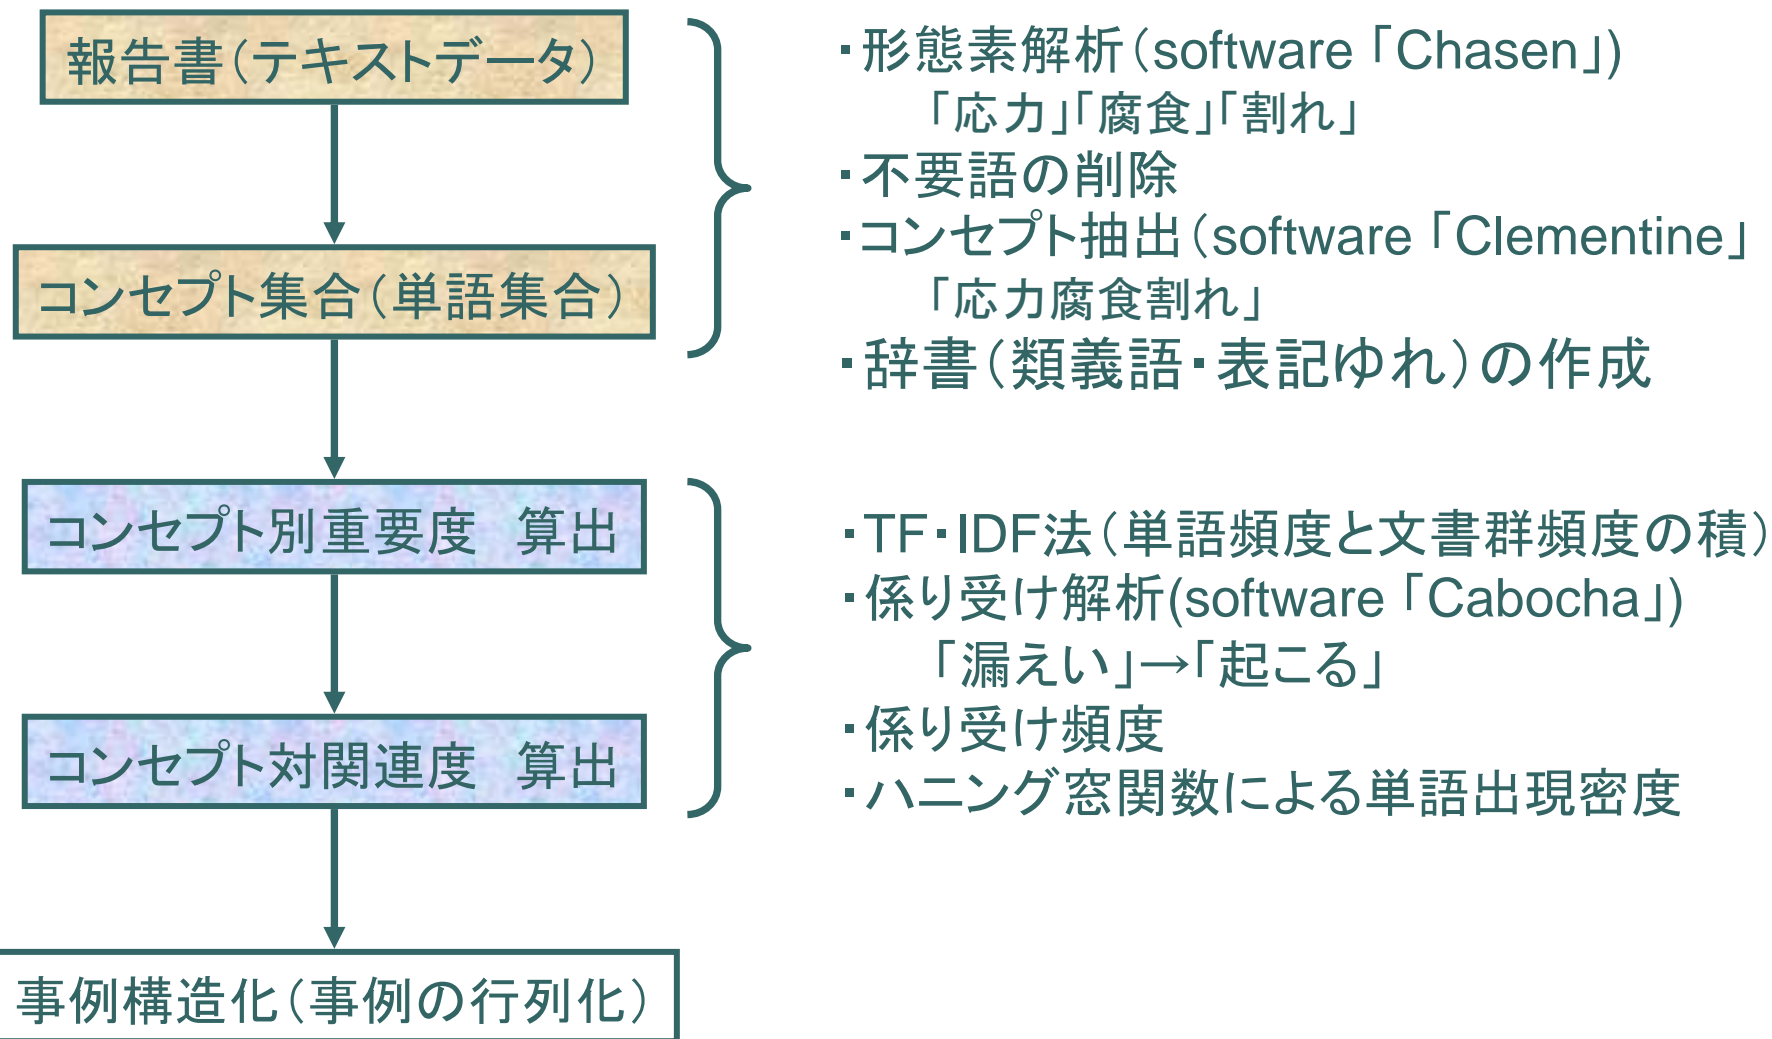 報告書（テキストデータ）
コンセプト集合（単語集合）
・形態素解析（software「Chasen」)
「応力」「腐食」「割れ」
・不要語の削除
・コンセプト抽出（software「Clementine」
「応力腐食割れ」
・辞書（類義語・表記ゆれ）の作成
コンセプト別重要度　算出
コンセプト対関連度　算出
・TF・IDF法（単語頻度と文書群頻度の積）
・係り受け解析(software「Cabocha」)
「漏えい」→「起こる」
・係り受け頻度
・ハニング窓関数による単語出現密度
事例構造化（事例の行列化）